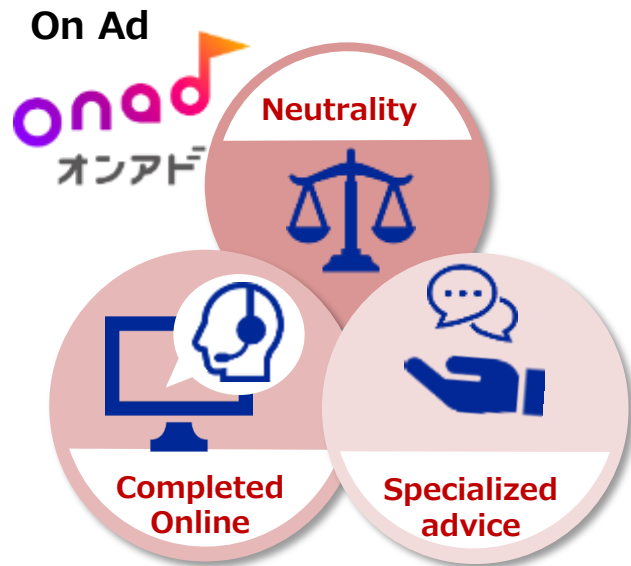 On Ad
onad
オンアド
Neutrality
Completed
Online
Specialized
advice